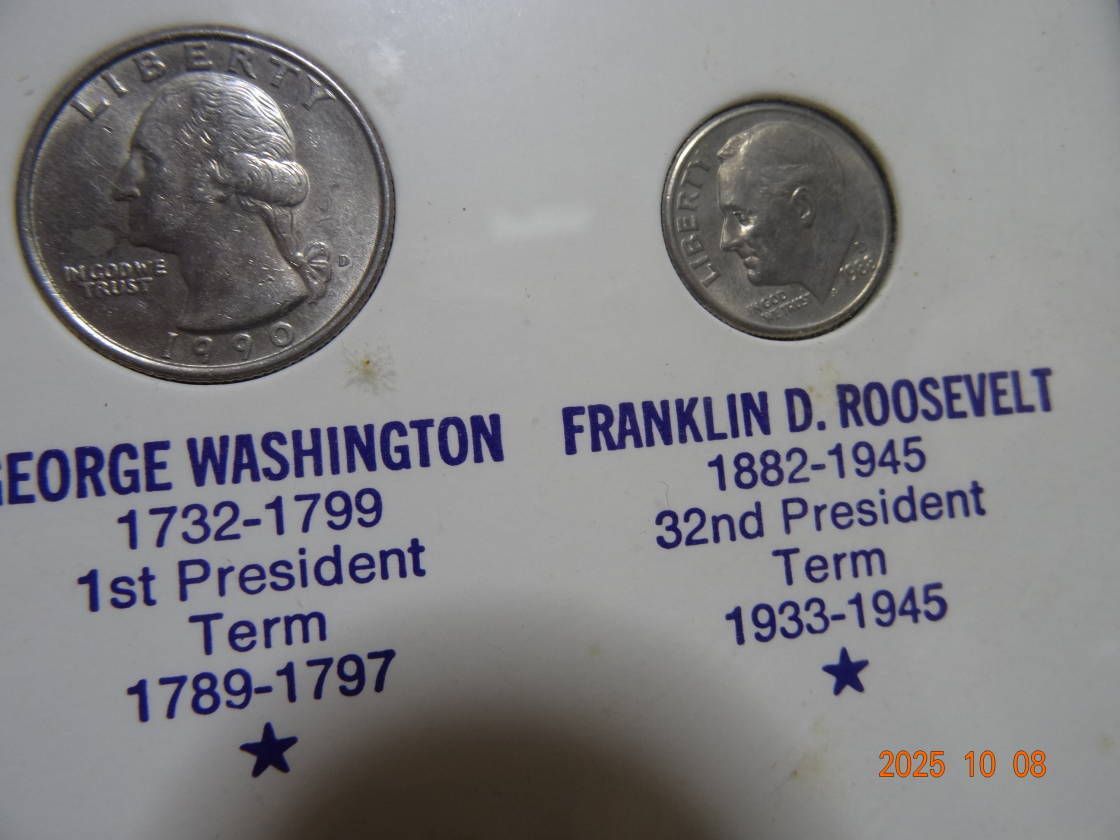 LIBERTY
IN GOD WE
TRUST
D
1990
LIBERTY
IN GOD
WE TRUST
GEORGE WASHINGTON
1732-1799
1st President
Term
1789-1797
FRANKLIN D. ROOSEVELT
1882-1945
32nd President
Term
1933-1945
2025 10 08